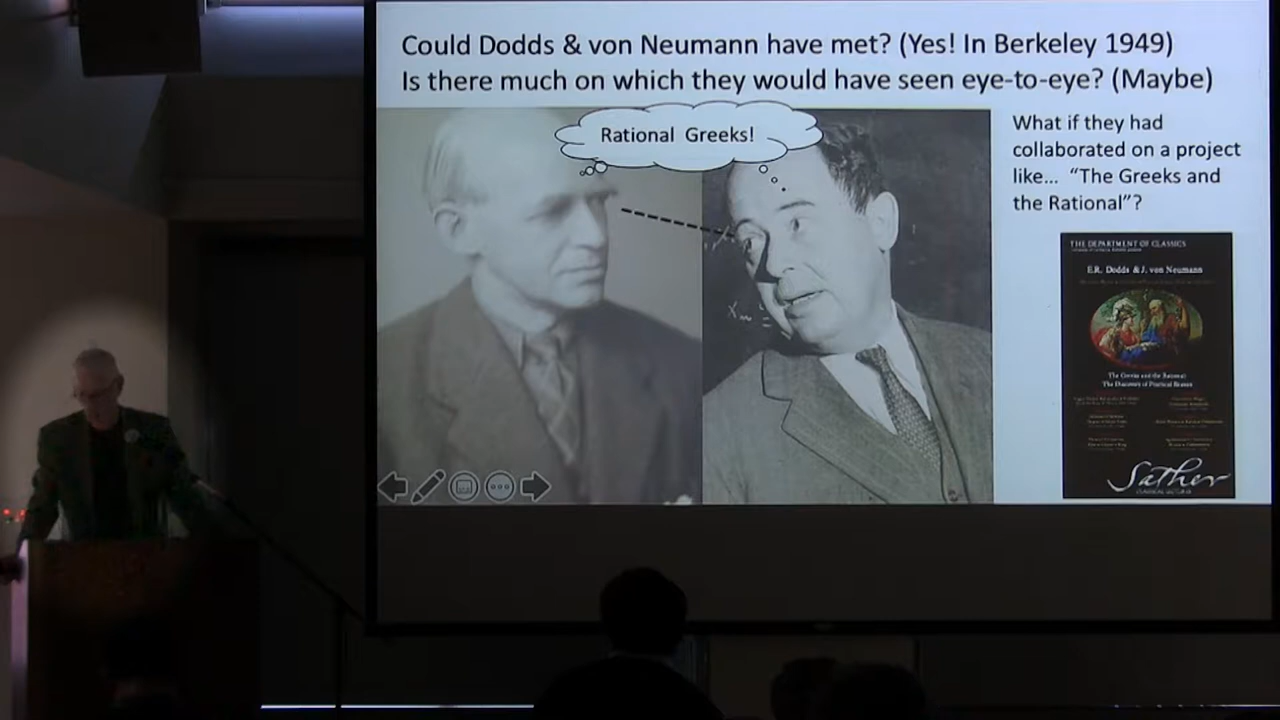 Could Dodds & von Neumann have met? (Yes! In Berkeley 1949)
Is there much on which they would have seen eye-to-eye? (Maybe)
Rational Greeks!
What if they had
collaborated on a project
like... "The Greeks and
the Rational"?
THE DEPARTMENT OF CLASSICS
E.R. Dodds & J. von Neumann
The Greeks and the Rational:
The Discovery of Practical Reason
Sather
CLASSICAL LECTURES